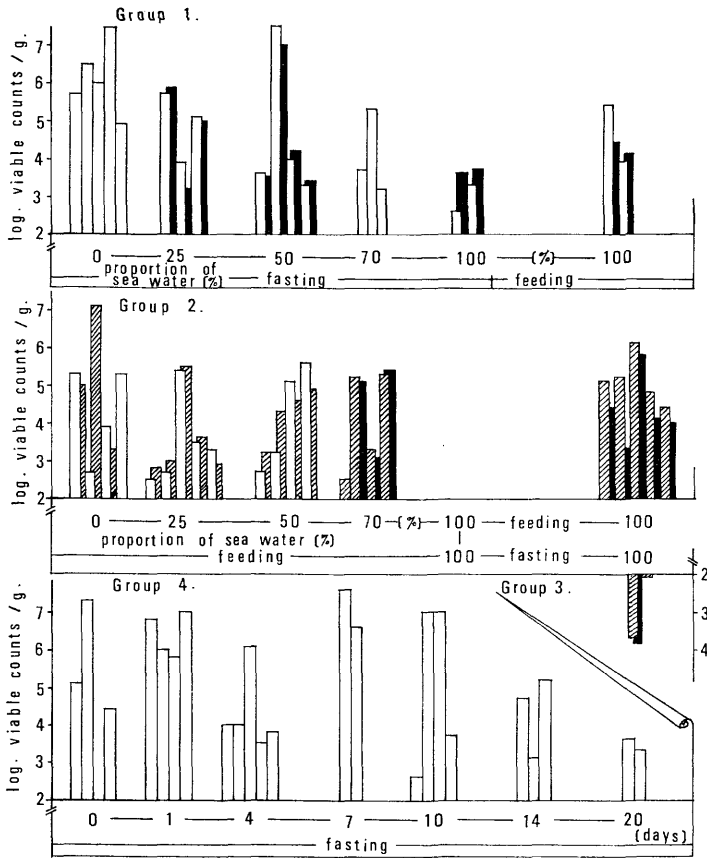 Group 1.
log. viable counts / g.
7
6
5
4
3
2
0 25 50 70 100 (%) 100
proportion of sea water (%) fasting feeding
Group 2.
log. viable counts / g.
7
6
5
4
3
2
0 25 50 70 (%) 100 feeding 100
proportion of sea water (%)
feeding 100 fasting 100
Group 4.
Group 3.
2
3
4
log. viable counts / g.
7
6
5
4
3
2
0 1 4 7 10 14 20
(days)
fasting